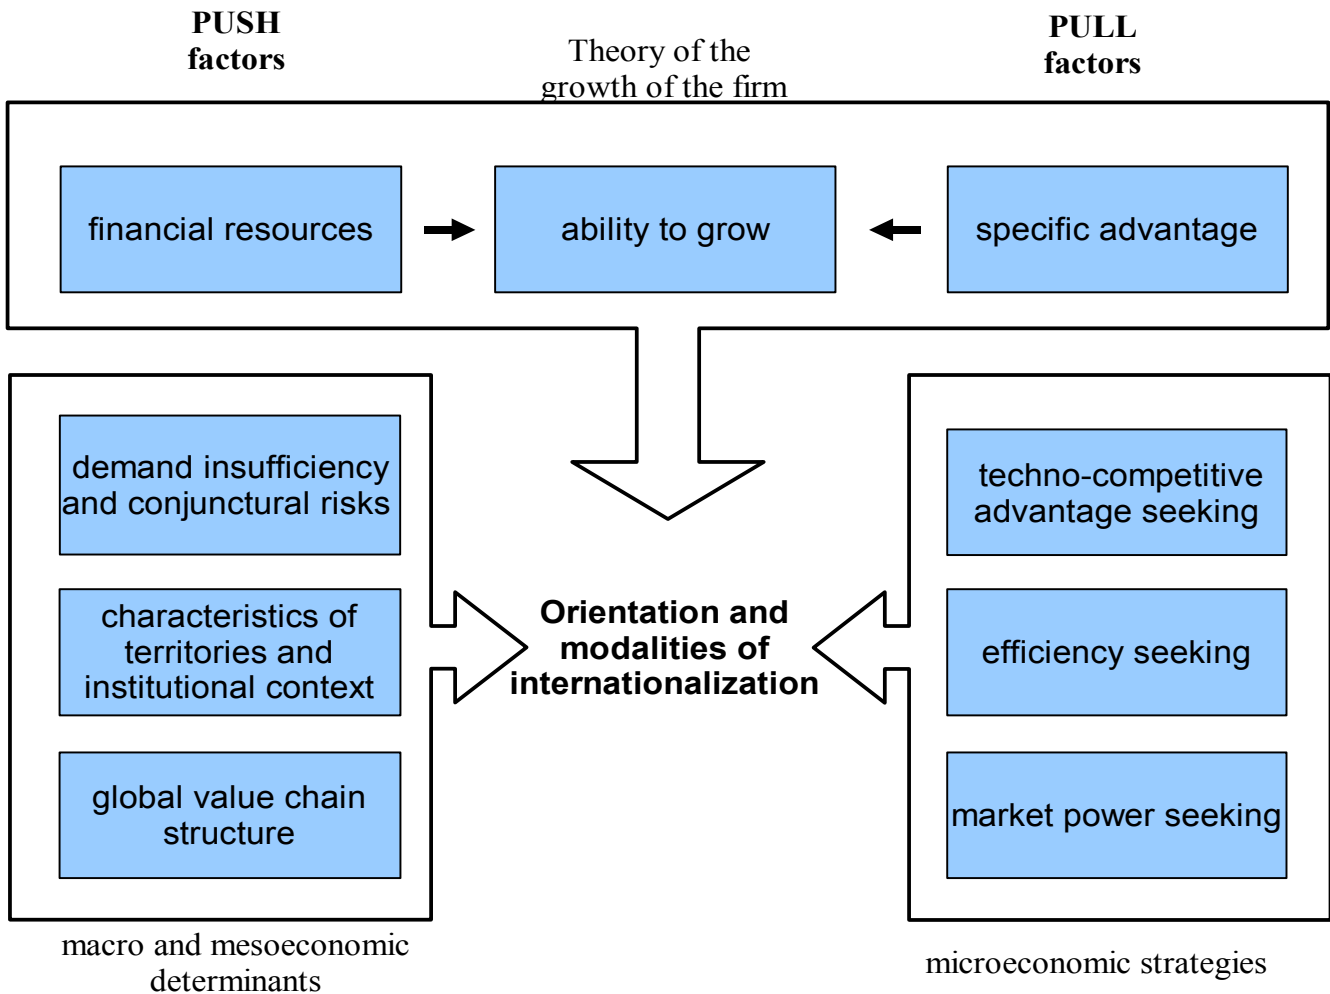 PUSH
factors
Theory of the
growth of the firm
PULL
factors
financial resources
ability to grow
specific advantage
demand insufficiency
and conjunctural risks
characteristics of
territories and
institutional context
global value chain
structure
Orientation and
modalities of
internationalization
techno-competitive
advantage seeking
efficiency seeking
market power seeking
macro and mesoeconomic
determinants
microeconomic strategies